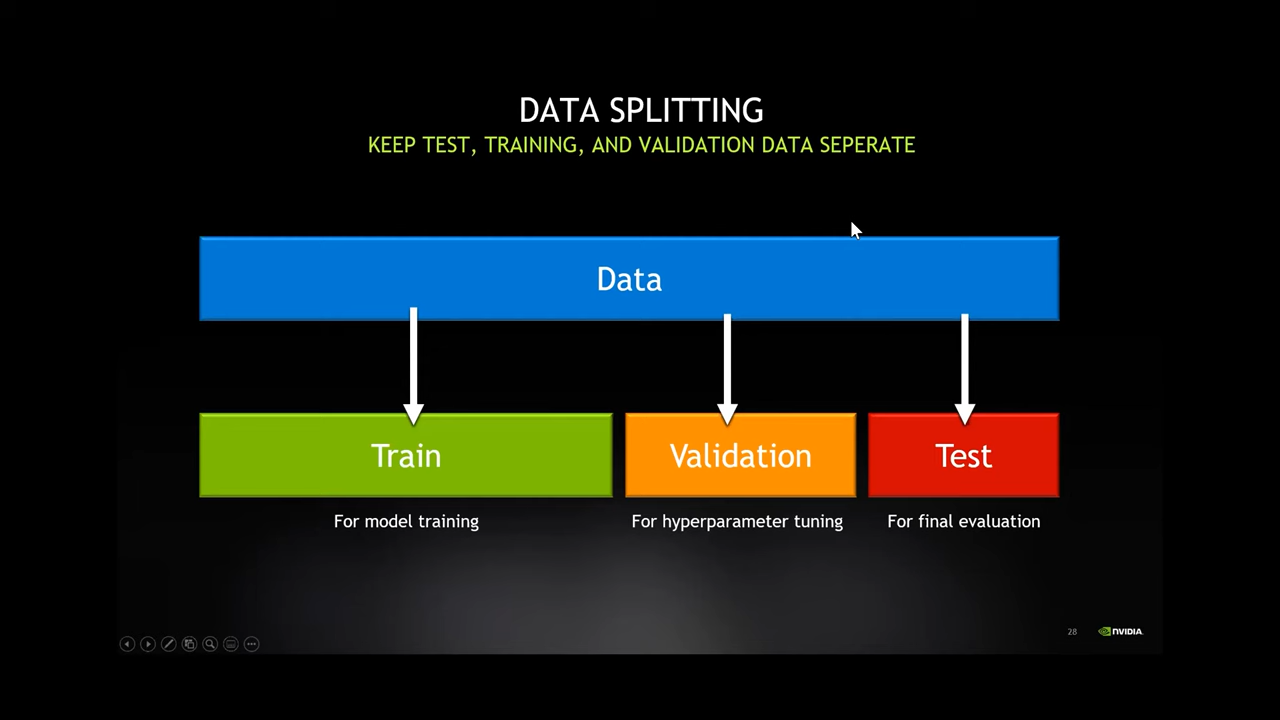 DATA SPLITTING
KEEP TEST, TRAINING, AND VALIDATION DATA SEPERATE
Data
Train
Validation
Test
For model training
For hyperparameter tuning
For final evaluation
28
NVIDIA.